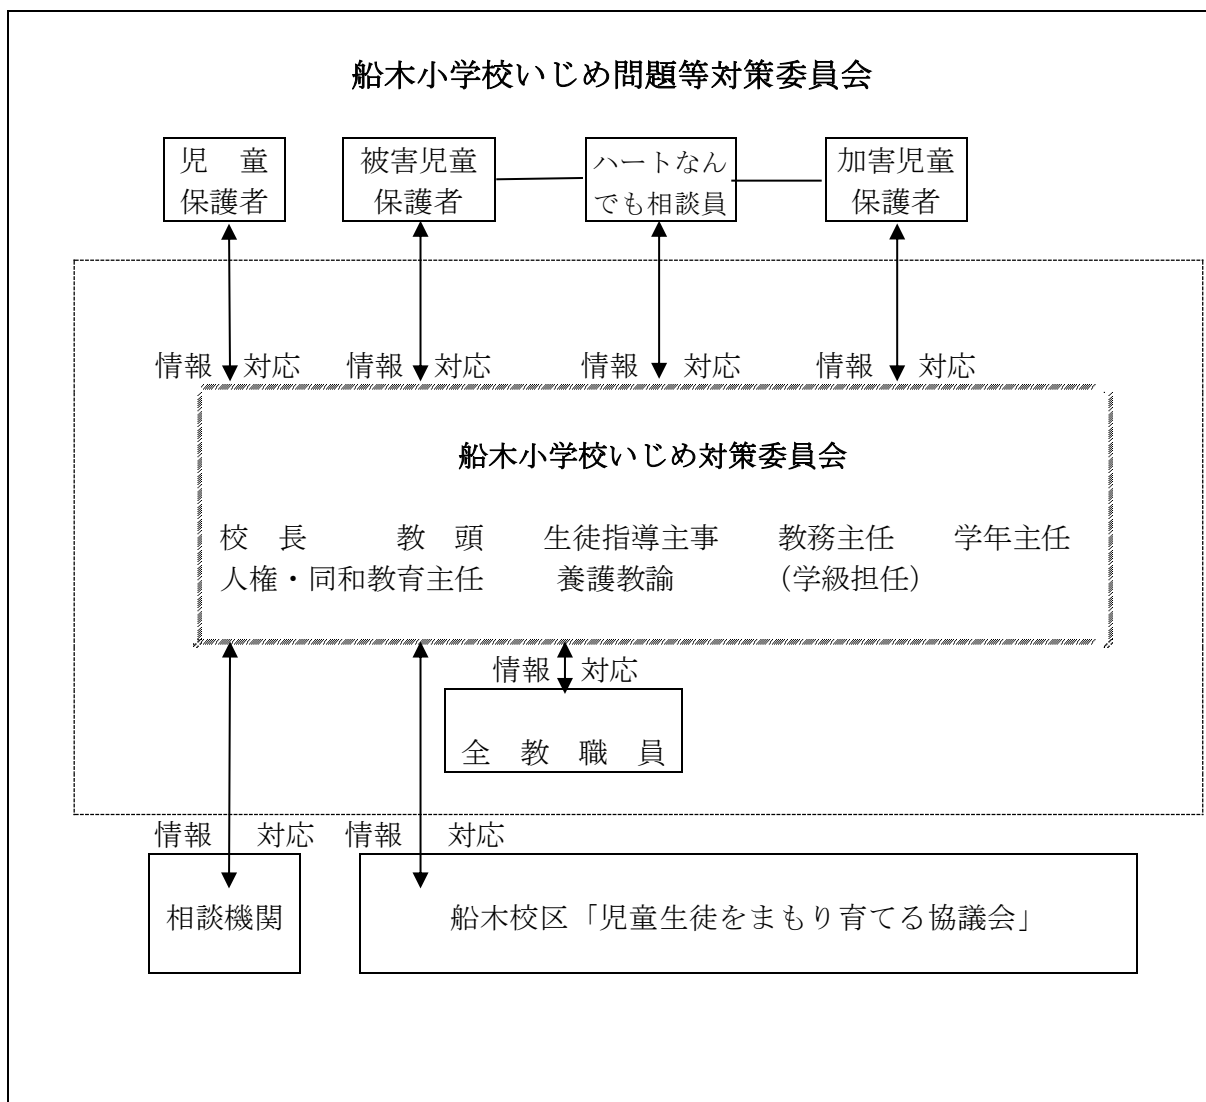 船木小学校いじめ問題等対策委員会
児　童　被害児童　ハートなん　加害児童
保護者　保護者　でも相談員　保護者
情報　対応　情報　対応　情報　対応　情報　対応
船木小学校いじめ対策委員会
校　長　教　頭　生徒指導主事　教務主任　学年主任
人権・同和教育主任　養護教諭　（学級担任）
情報　対応
全　教　職　員
情報　対応　情報　対応
相談機関　船木校区「児童生徒をまもり育てる協議会」